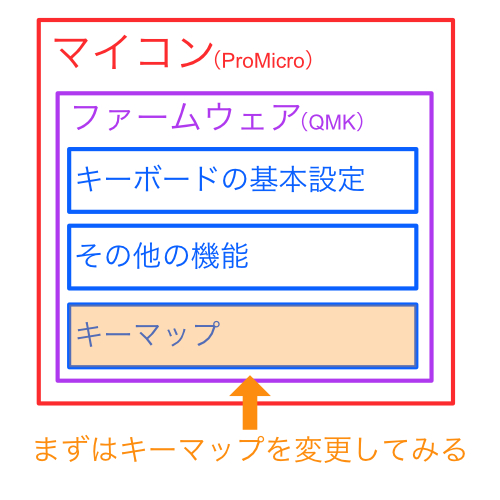 マイコン（ProMicro）
ファームウェア（QMK）
キーボードの基本設定
その他の機能
キーマップ
まずはキーマップを変更してみる